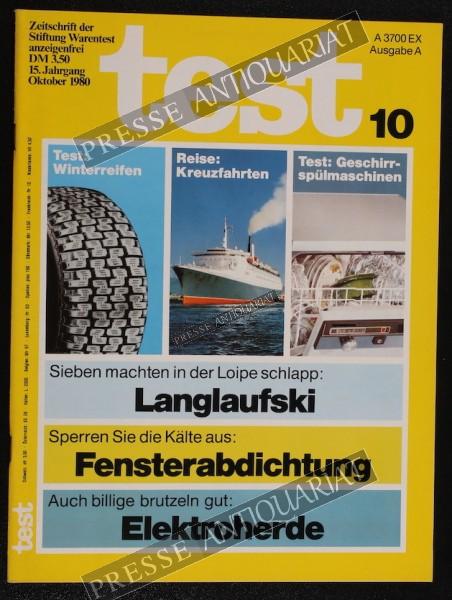 Zeitschrift der
Stiftung Warentest
anzeigenfrei
DM 3,50
15. Jahrgang
Oktober 1980
A 3700 EX
Ausgabe A
test
10
Test:
Winterreifen
Reise:
Kreuzfahrten
Test: Geschirr-
spülmaschinen
Sieben machten in der Loipe schlapp:
Langlaufski
Sperren Sie die Kälte aus:
Fensterabdichtung
Auch billige brutzeln gut:
Elektroherde
test
PRESSE ANTIQUARIAT
PRESSE ANTIQUARIAT
PRESSE ANTIQUARIAT